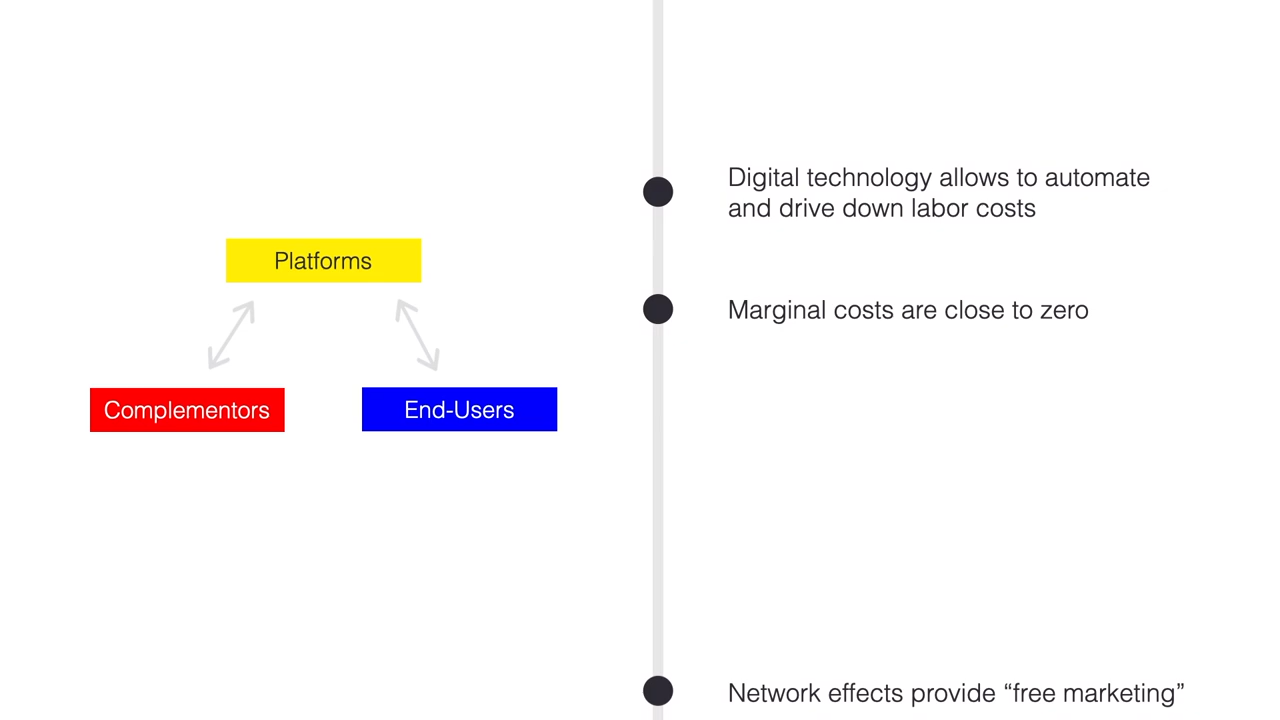 Platforms
Complementors
End-Users
Digital technology allows to automate
and drive down labor costs
Marginal costs are close to zero
Network effects provide “free marketing”